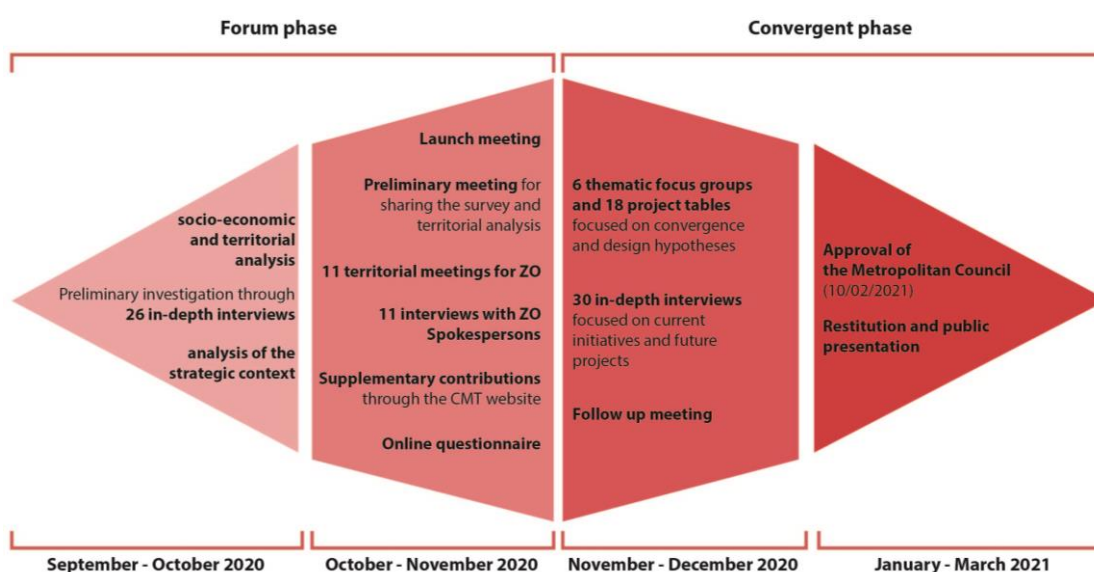 Forum phase
Convergent phase
socio-economic
and territorial
analysis
Preliminary investigation through
26 in-depth interviews
analysis of the
strategic context
Launch meeting
Preliminary meeting for
sharing the survey and
territorial analysis
11 territorial meetings for ZO
11 interviews with ZO
Spokespersons
Supplementary contributions
through the CMT website
Online questionnaire
6 thematic focus groups
and 18 project tables
focused on convergence
and design hypotheses
30 in-depth interviews
focused on current
initiatives and future
projects
Follow up meeting
Approval of
the Metropolitan Council
(10/02/2021)
Restitution and public
presentation
September - October 2020
October - November 2020
November - December 2020
January - March 2021